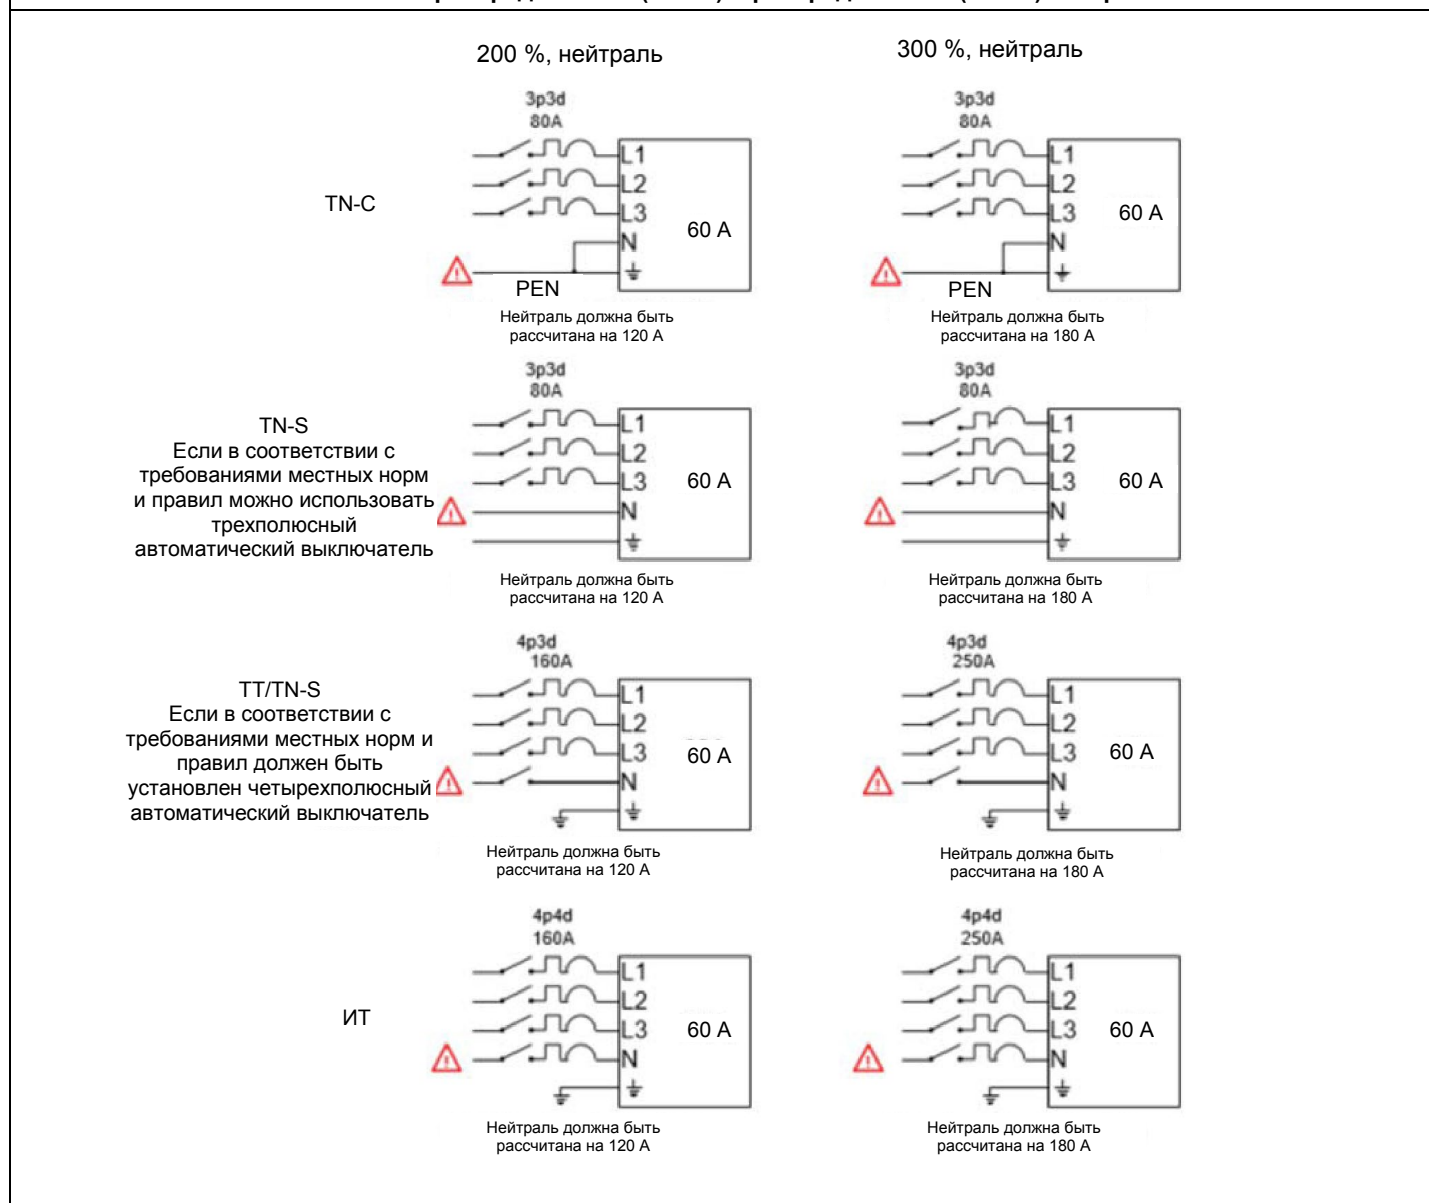 200 %, нейтраль
300 %, нейтраль
3p3d
80A
3p3d
80A
TN-C
L1
L2
L3
N
60 A
PEN
L1
L2
L3
N
60 A
PEN
Нейтраль должна быть
рассчитана на 120 A
Нейтраль должна быть
рассчитана на 180 A
3p3d
80A
3p3d
80A
TN-S
Если в соответствии с
требованиями местных норм
и правил можно использовать
трехполюсный
автоматический выключатель
L1
L2
L3
N
60 A
L1
L2
L3
N
60 A
Нейтраль должна быть
рассчитана на 120 A
Нейтраль должна быть
рассчитана на 180 A
4p3d
160A
4p3d
250A
TT/TN-S
Если в соответствии с
требованиями местных норм и
правил должен быть
установлен четырехполюсный
автоматический выключатель
L1
L2
L3
N
60 A
L1
L2
L3
N
60 A
Нейтраль должна быть
рассчитана на 120 A
Нейтраль должна быть
рассчитана на 180 A
4p4d
160A
4p4d
250A
ИТ
L1
L2
L3
N
60 A
L1
L2
L3
N
60 A
Нейтраль должна быть
рассчитана на 120 A
Нейтраль должна быть
рассчитана на 180 A